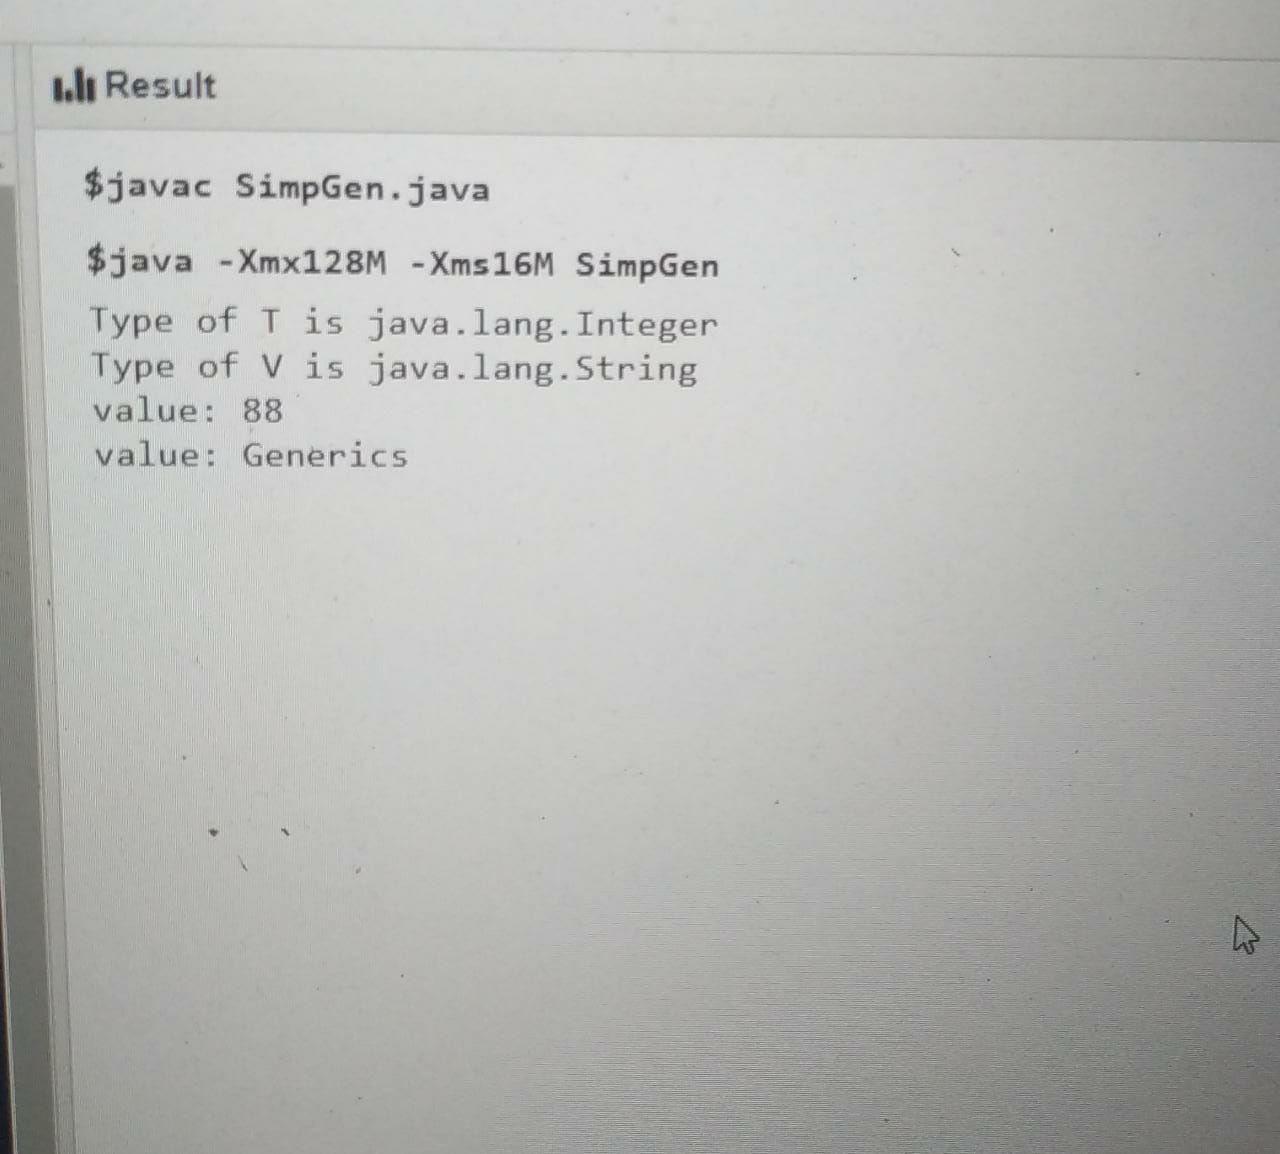 Result
$javac SimpGen.java
$java -Xmx128M -Xms16M SimpGen
Type of T is java.lang.Integer
Type of V is java.lang.String
value: 88
value: Generics